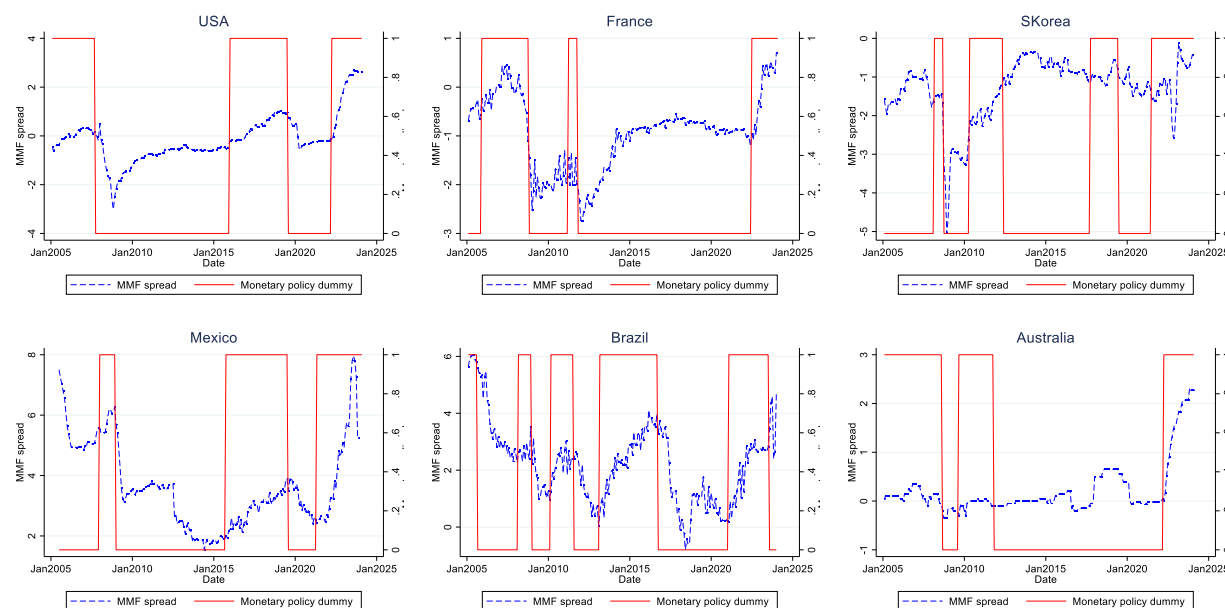 USA
4
2
0
-2
-4
MMF spread
1
.8
.6
.4
.2
0
Jan2005 Jan2010 Jan2015 Jan2020 Jan2025
Date
MMF spread Monetary policy dummy
France
1
0
-1
-2
-3
MMF spread
1
.8
.6
.4
.2
0
Jan2005 Jan2010 Jan2015 Jan2020 Jan2025
Date
MMF spread Monetary policy dummy
SKorea
0
-1
-2
-3
-4
-5
MMF spread
Jan2005 Jan2010 Jan2015 Jan2020 Jan2025
Date
MMF spread Monetary policy dummy
Mexico
8
6
4
2
MMF spread
1
.8
.6
.4
.2
0
Jan2005 Jan2010 Jan2015 Jan2020 Jan2025
Date
MMF spread Monetary policy dummy
Brazil
6
4
2
0
MMF spread
1
.8
.6
.4
.2
0
Jan2005 Jan2010 Jan2015 Jan2020 Jan2025
Date
MMF spread Monetary policy dummy
Australia
3
2
1
0
-1
MMF spread
Jan2005 Jan2010 Jan2015 Jan2020 Jan2025
Date
MMF spread Monetary policy dummy